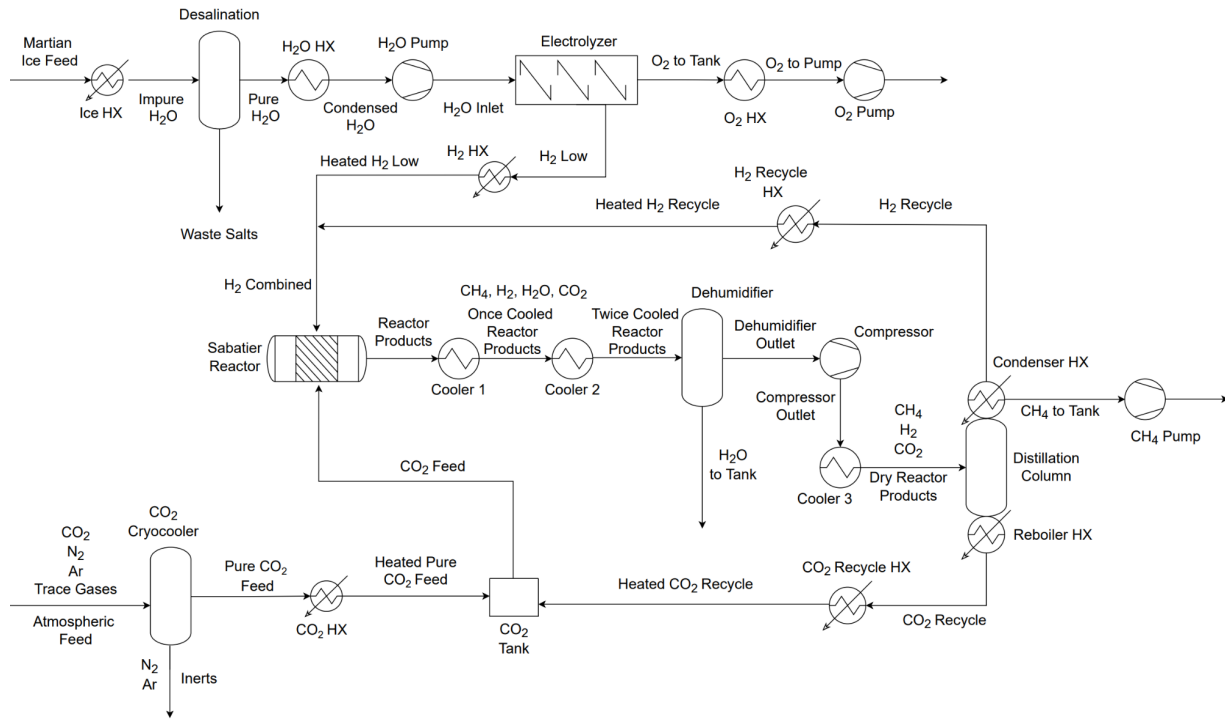 Desalination
Martian
Ice Feed
Ice HX
Impure
H₂O
Pure
H₂O
H₂O HX
Condensed
H₂O
H₂O Pump
H₂O Inlet
Electrolyzer
O₂ to Tank
O₂ HX
O₂ to Pump
O₂ Pump
Waste Salts
Heated H₂ Low
H₂ HX
H₂ Low
Heated H₂ Recycle
H₂ Recycle
HX
H₂ Recycle
H₂ Combined
Sabatier
Reactor
Reactor
Products
Cooler 1
CH₄, H₂, H₂O, CO₂
Once Cooled
Reactor
Products
Cooler 2
Twice Cooled
Reactor
Products
Dehumidifier
Dehumidifier
Outlet
H₂O
to Tank
Compressor
Compressor
Outlet
Cooler 3
CH₄
H₂
CO₂
Dry Reactor
Products
Condenser HX
CH₄ to Tank
CH₄ Pump
Distillation
Column
Reboiler HX
CO₂ Feed
CO₂
N₂
Ar
Trace Gases
Atmospheric
Feed
CO₂
Cryocooler
Pure CO₂
Feed
CO₂ HX
Heated Pure
CO₂ Feed
CO₂
Tank
Heated CO₂ Recycle
CO₂ Recycle HX
CO₂ Recycle
N₂
Ar
Inerts